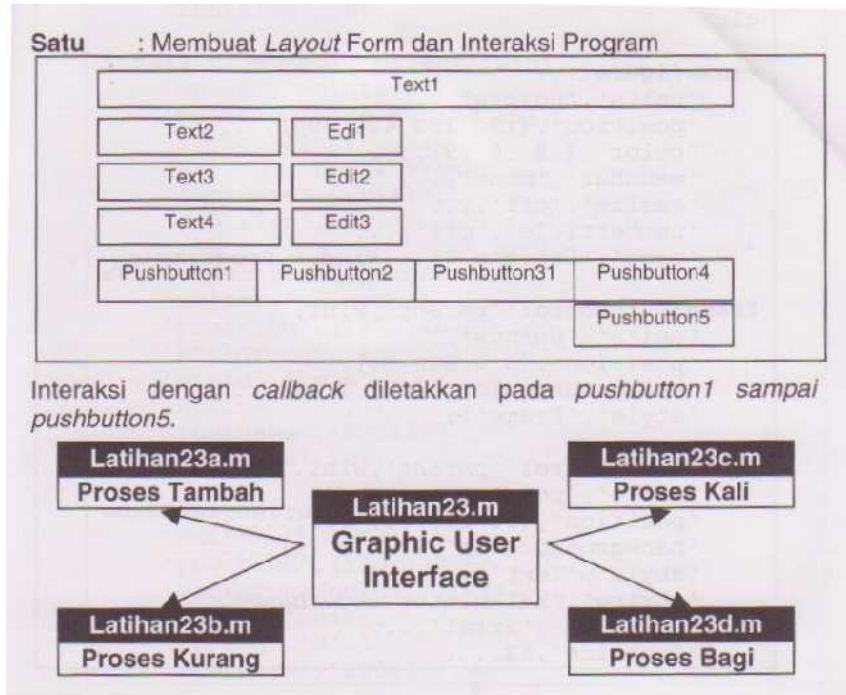 Satu : Membuat Layout Form dan Interaksi Program
Text1
Text2 Edi1
Text3 Edit2
Text4 Edit3
Pushbutton1 Pushbutton2 Pushbutton31 Pushbutton4
Pushbutton5
Interaksi dengan callback diletakkan pada pushbutton1 sampai
pushbutton5.
Latihan23a.m Latihan23c.m
Proses Tambah Proses Kali
Latihan23.m
Graphic User
Interface
Latihan23b.m Latihan23d.m
Proses Kurang Proses Bagi